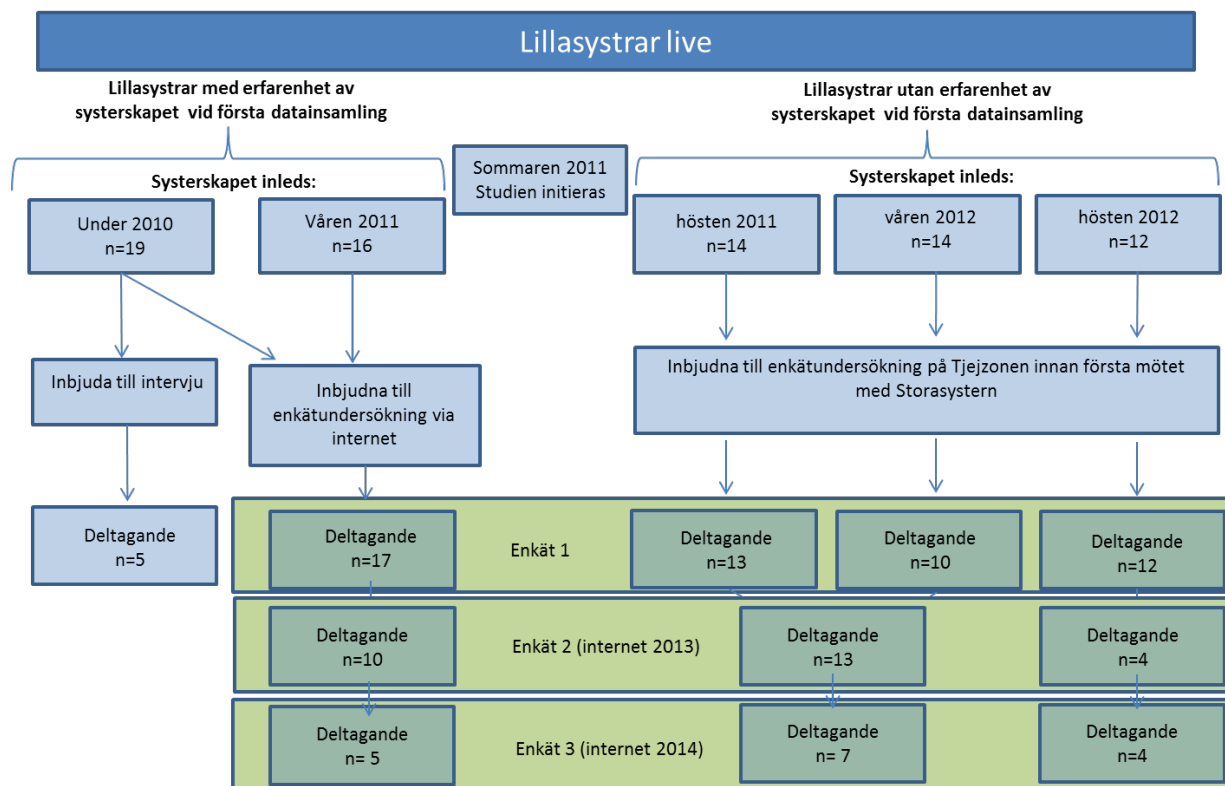 Lillasystrar live
Lillasystrar med erfarenhet av
systerskapet vid första datainsamling
Lillasystrar utan erfarenhet av
systerskapet vid första datainsamling
Sommaren 2011
Studien initieras
Systerskapet inleds:
Systerskapet inleds:
Under 2010
n=19
Våren 2011
n=16
hösten 2011
n=14
våren 2012
n=14
hösten 2012
n=12
Inbjuda till intervju
Inbjudna till
enkätundersökning via
internet
Inbjudna till enkätundersökning på Tjejzonen innan första mötet
med Storasystern
Deltagande
n=5
Deltagande
n=17
Enkät 1
Deltagande
n=13
Deltagande
n=10
Deltagande
n=12
Deltagande
n=10
Enkät 2 (internet 2013)
Deltagande
n=13
Deltagande
n=4
Deltagande
n= 5
Enkät 3 (internet 2014)
Deltagande
n= 7
Deltagande
n=4